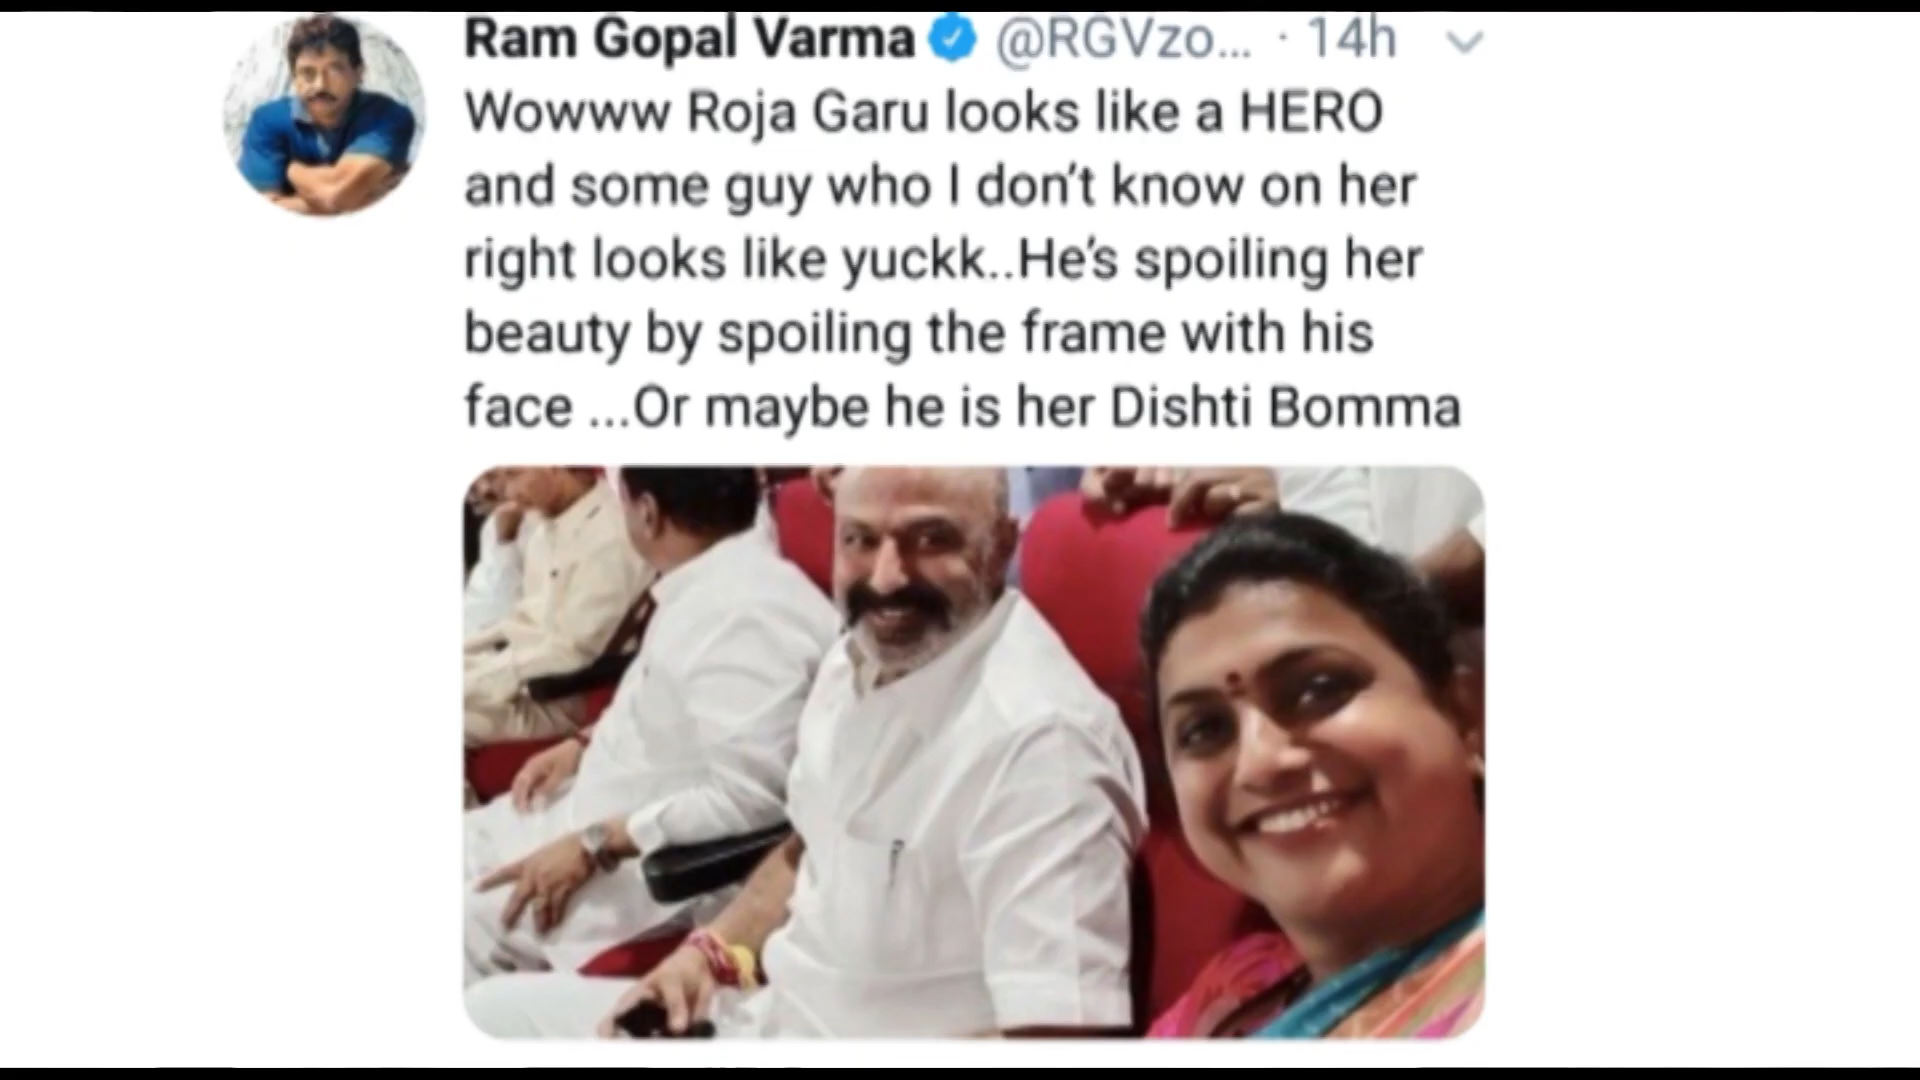 Ram Gopal Varma @RGVzo... · 14h
Wowww Roja Garu looks like a HERO
and some guy who I don't know on her
right looks like yuckk..He's spoiling her
beauty by spoiling the frame with his
face ...Or maybe he is her Dishti Bomma